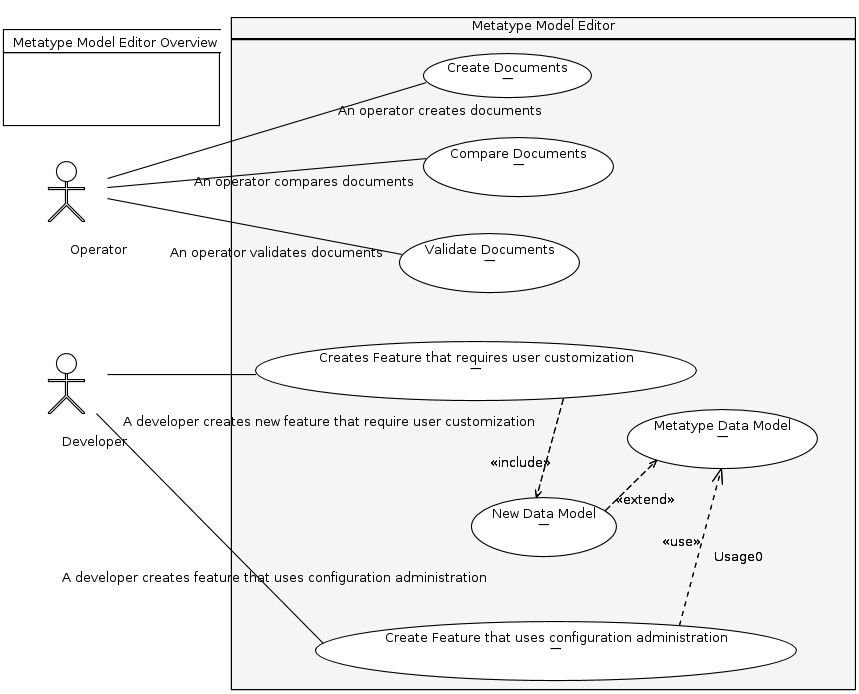 Metatype Model Editor
Metatype Model Editor Overview
Create Documents
An operator creates documents
Compare Documents
An operator compares documents
Operator
An operator validates documents
Validate Documents
Creates Feature that requires user customization
A developer creates new feature that require user customization
Metatype Data Model
Developer
«include»
«extend»
New Data Model
«use»
Usage0
A developer creates feature that uses configuration administration
Create Feature that uses configuration administration